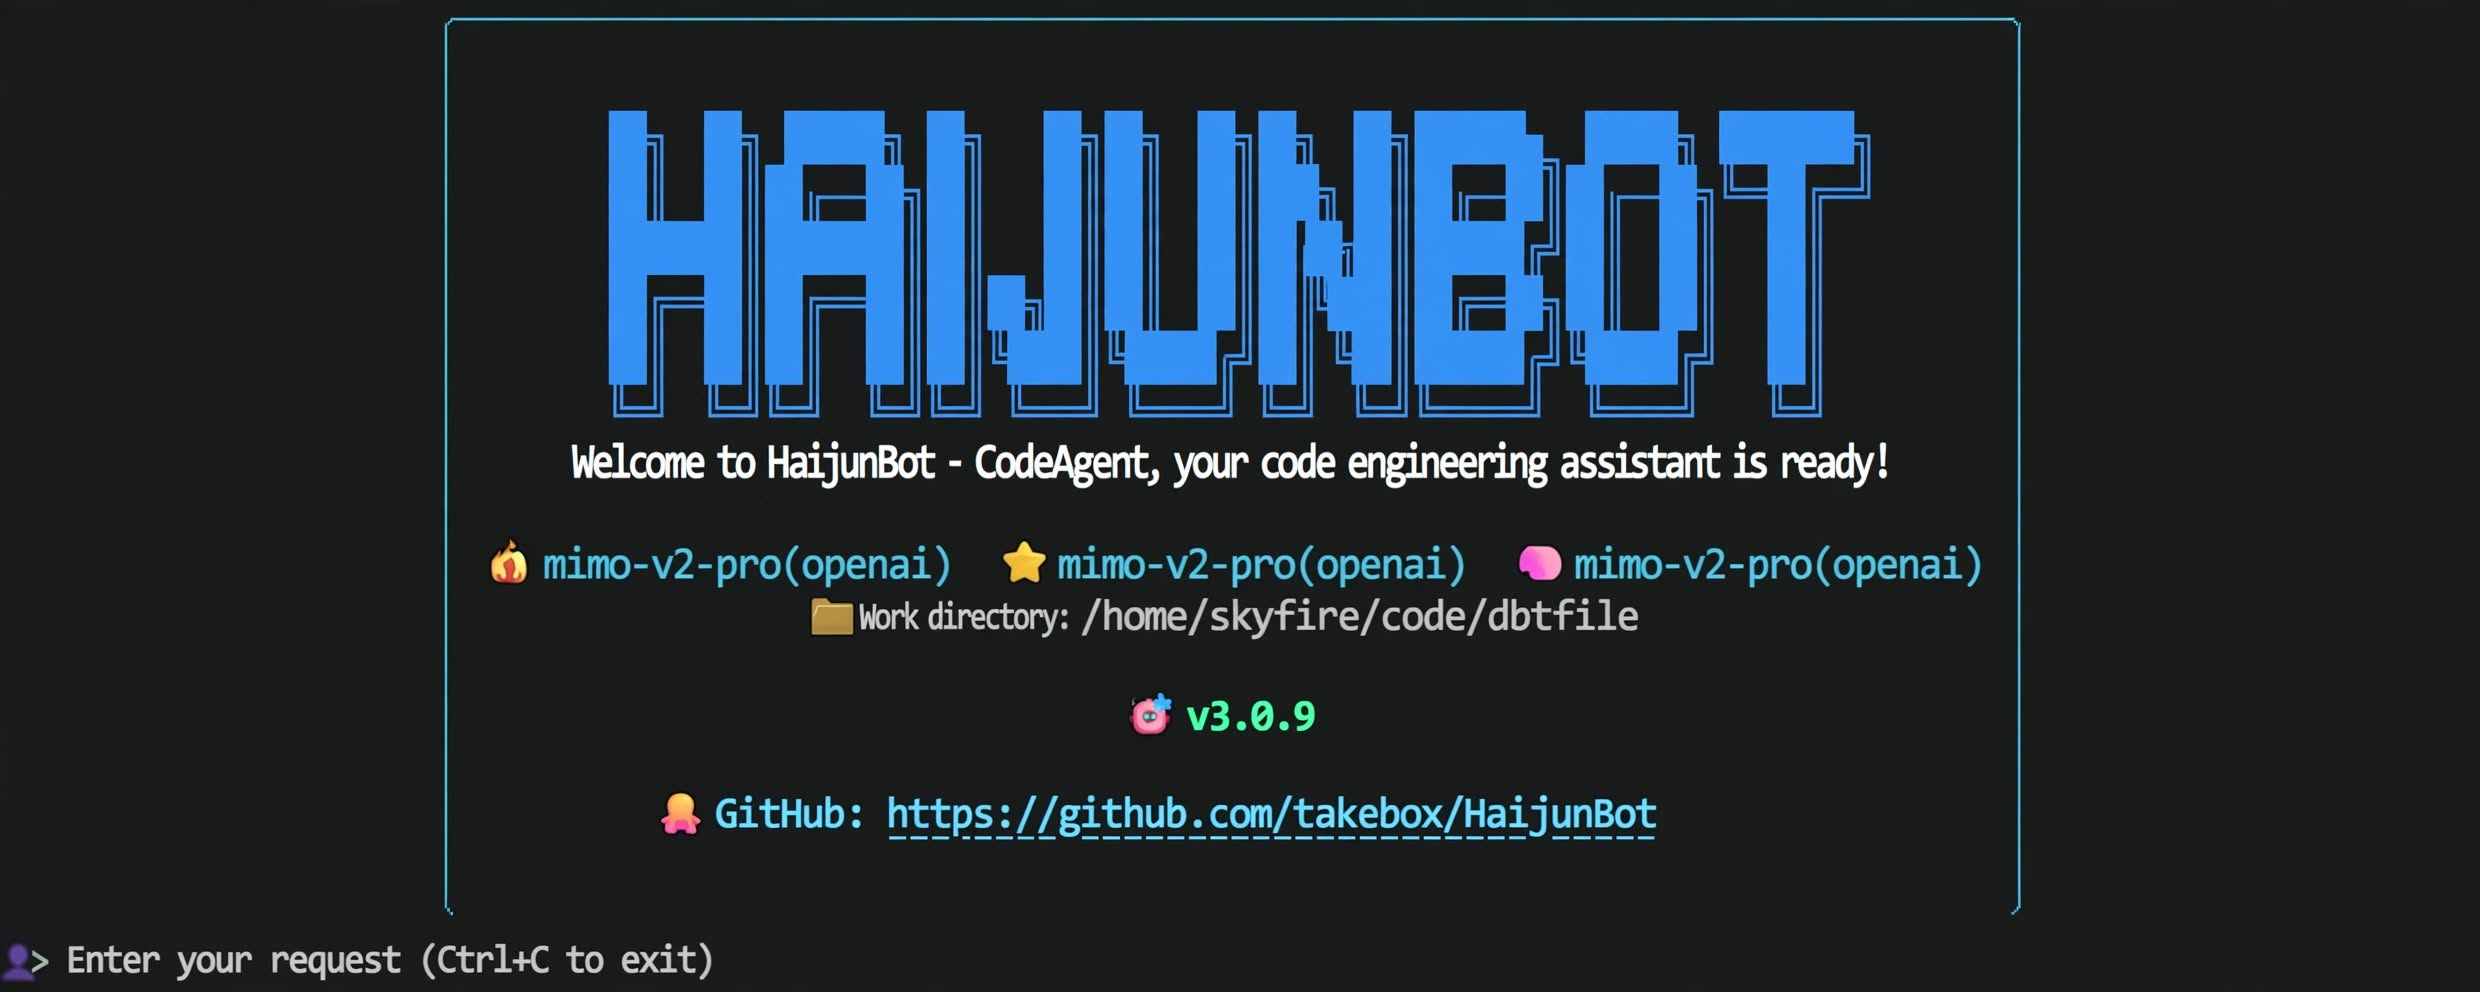 HAIJUNBOT
Welcome to HaijunBot - CodeAgent, your code engineering assistant is ready!
mimo-v2-pro(openai) mimo-v2-pro(openai) mimo-v2-pro(openai)
Work directory: /home/skyfire/code/dbtfile
v3.0.9
GitHub: https://github.com/takebox/HaijunBot
> Enter your request (Ctrl+C to exit)